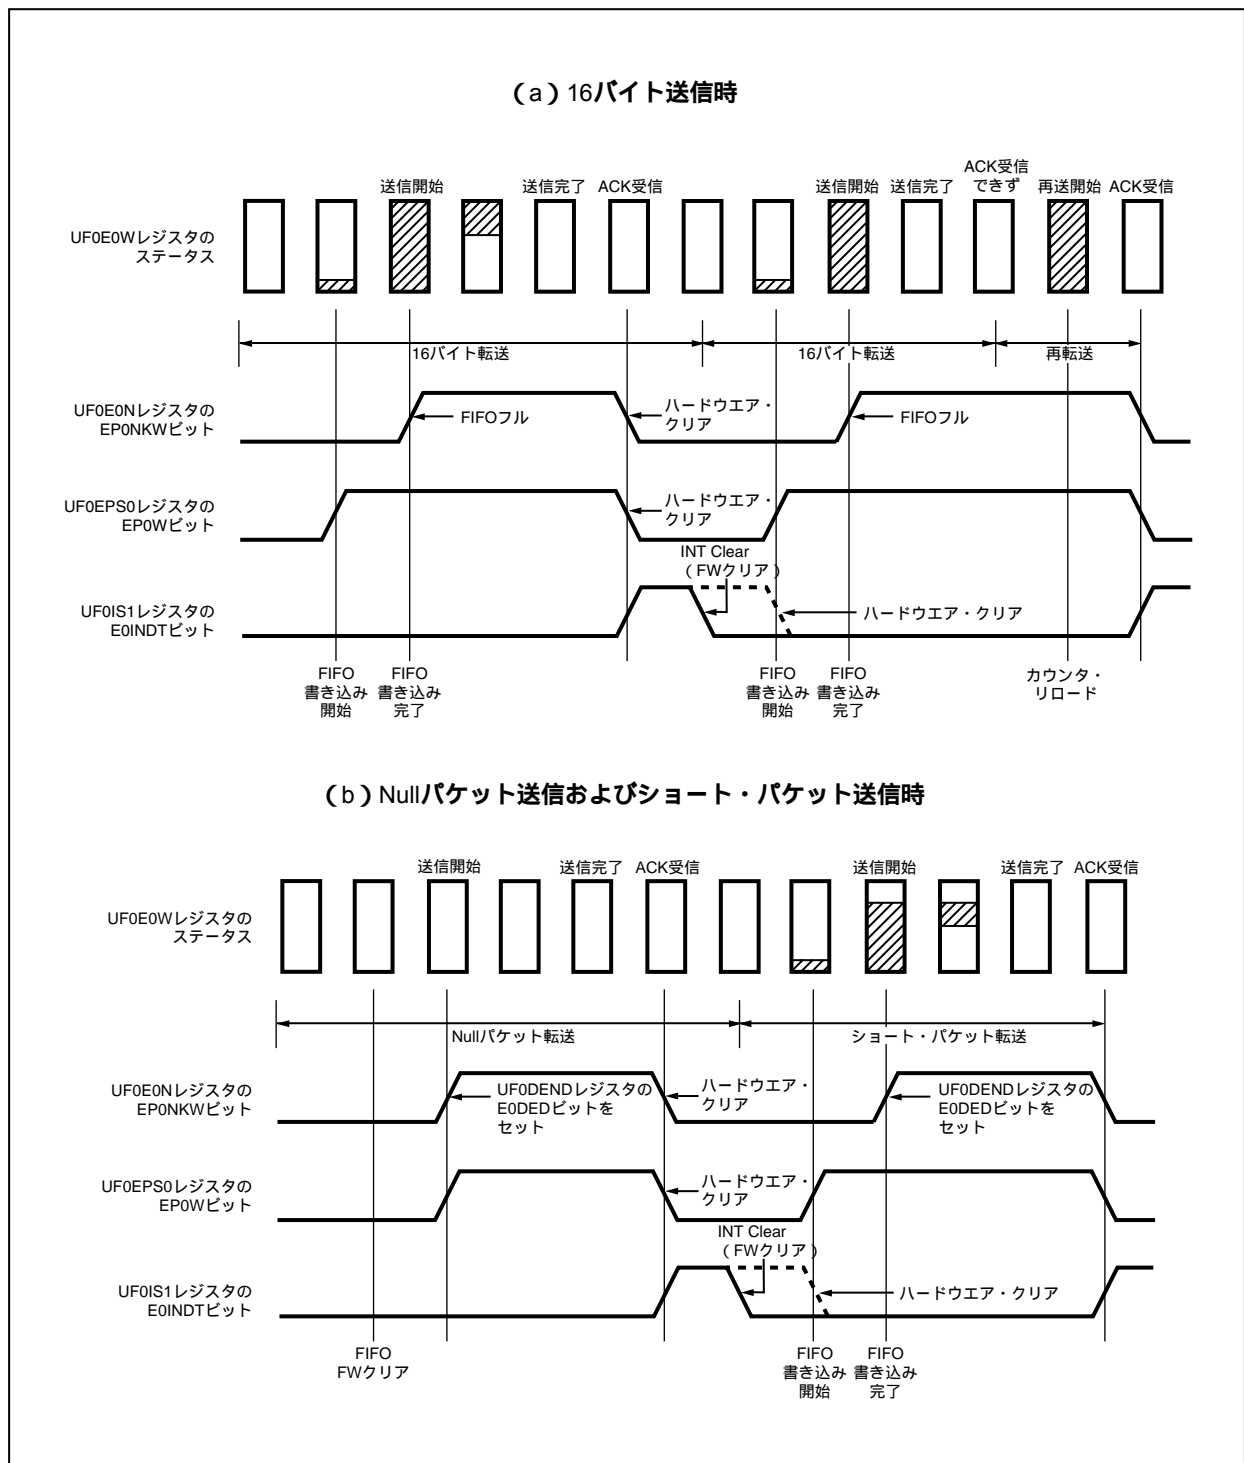 （a）16バイト送信時
送信開始
送信完了
ACK受信
送信開始
送信完了
ACK受信
できず
再送開始
ACK受信
UF0E0Wレジスタの
ステータス
16バイト転送
16バイト転送
再転送
UF0E0Nレジスタの
EP0NKWビット
FIFOフル
ハードウエア・
クリア
FIFOフル
UF0EPS0レジスタの
EP0Wビット
ハードウエア・
クリア
INT Clear
（FWクリア）
UF0IS1レジスタの
E0INDTビット
ハードウエア・クリア
FIFO
書き込み
開始
FIFO
書き込み
完了
FIFO
書き込み
開始
FIFO
書き込み
完了
カウンタ・
リロード
（b）Nullパケット送信およびショート・パケット送信時
送信開始
送信完了
ACK受信
送信開始
送信完了
ACK受信
UF0E0Wレジスタの
ステータス
Nullパケット転送
ショート・パケット転送
UF0E0Nレジスタの
EP0NKWビット
UF0DENDレジスタの
E0DEDビットを
セット
ハードウエア・
クリア
UF0DENDレジスタの
E0DEDビットを
セット
UF0EPS0レジスタの
EP0Wビット
ハードウエア・
クリア
INT Clear
（FWクリア）
UF0IS1レジスタの
E0INDTビット
ハードウエア・クリア
FIFO
FWクリア
FIFO
書き込み
開始
FIFO
書き込み
完了